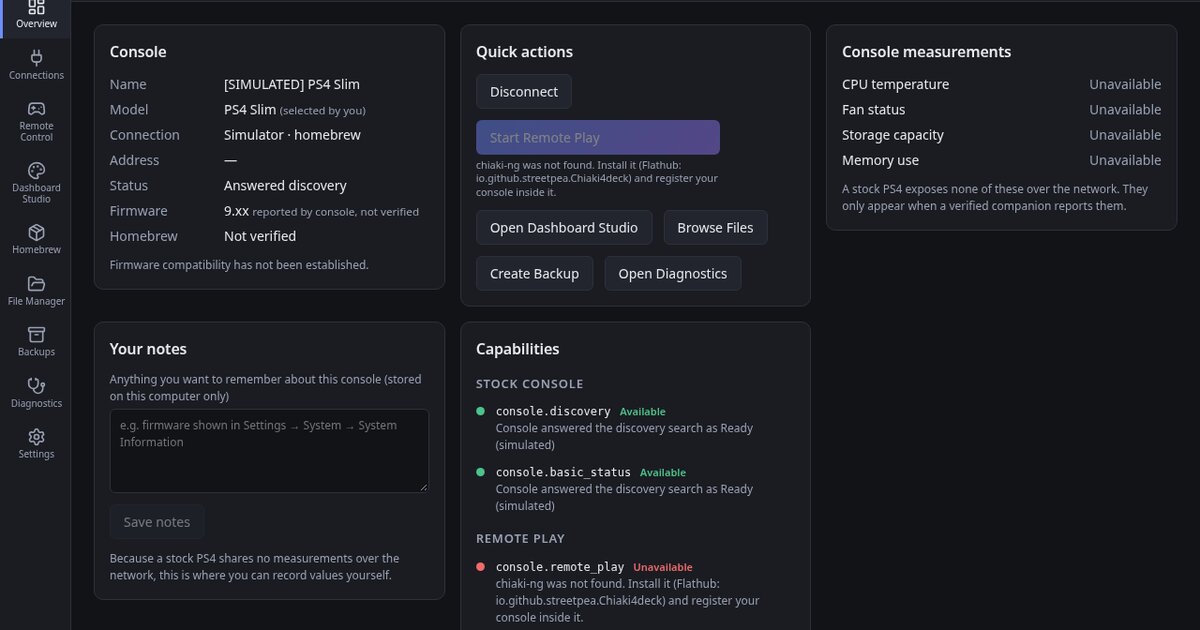 Overview
Connections
Remote
Control
Dashboard
Studio
Homebrew
File Manager
Backups
Diagnostics
Settings
Console
Name [SIMULATED] PS4 Slim
Model PS4 Slim (selected by you)
Connection Simulator · homebrew
Address —
Status Answered discovery
Firmware 9.xx reported by console, not verified
Homebrew Not verified
Firmware compatibility has not been established.
Quick actions
Disconnect
Start Remote Play
chiaki-ng was not found. Install it (Flathub:
io.github.streetpea.Chiaki4deck) and register your
console inside it.
Open Dashboard Studio Browse Files
Create Backup Open Diagnostics
Console measurements
CPU temperature Unavailable
Fan status Unavailable
Storage capacity Unavailable
Memory use Unavailable
A stock PS4 exposes none of these over the network. They
only appear when a verified companion reports them.
Your notes
Anything you want to remember about this console (stored
on this computer only)
e.g. firmware shown in Settings → System → System
Information
Save notes
Because a stock PS4 shares no measurements over the
network, this is where you can record values yourself.
Capabilities
STOCK CONSOLE
console.discovery Available
Console answered the discovery search as Ready
(simulated)
console.basic_status Available
Console answered the discovery search as Ready
(simulated)
REMOTE PLAY
console.remote_play Unavailable
chiaki-ng was not found. Install it (Flathub:
io.github.streetpea.Chiaki4deck) and register your
console inside it.